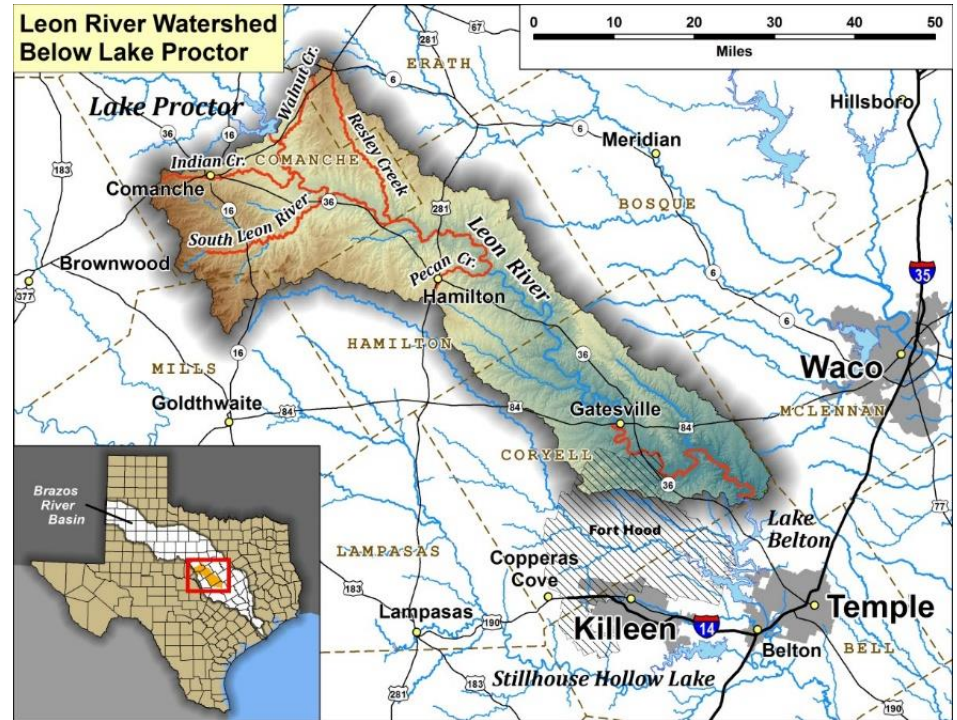 Leon River Watershed
Below Lake Proctor
0 10 20 30 40 50
Miles
67
281
6
ERATH
Hillsboro
Lake Proctor
Walnut Cr.
Resley Creek
36
16
183
Indian Cr.
COMANCHE
Comanche
6
Meridian
281
BOSQUE
16
36
South Leon River
Leon River
Brownwood
377
Pecan Cr.
Hamilton
35
6
6
16
HAMILTON
36
MILLS
Waco
Goldthwaite
84
84
Gatesville
84
MCLENNAN
CORYELL
36
77
Brazos
River
Basin
Fort Hood
Lake
Belton
LAMPASAS
Copperas
Cove
Lampasas
190
Killeen
14
Temple
Belton
BELL
Stillhouse Hollow Lake
183
281
190